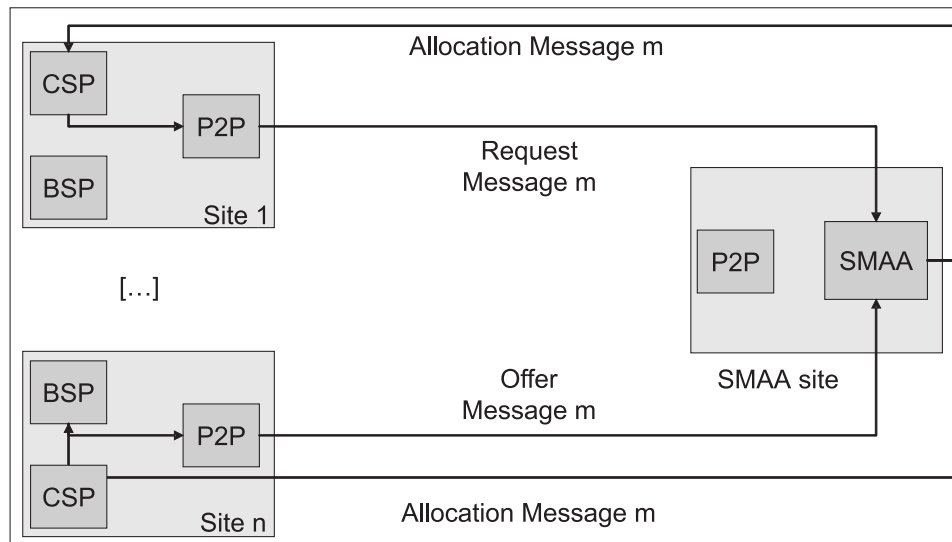 Allocation Message m
CSP
P2P
Request
Message m
BSP
Site 1
P2P
SMAA
[...]
SMAA site
BSP
Offer
Message m
P2P
CSP
Site n
Allocation Message m